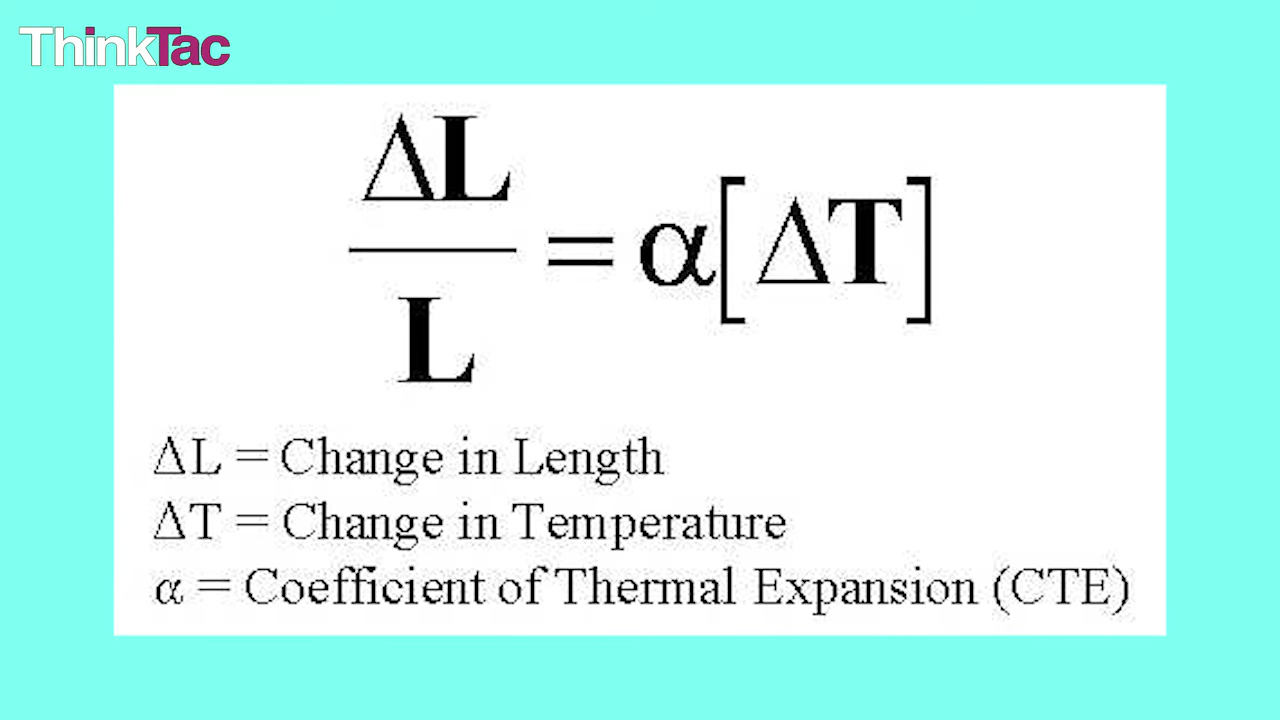 ThinkTac
ΔL
/
L = α[ΔT]
ΔL = Change in Length
ΔT = Change in Temperature
α = Coefficient of Thermal Expansion (CTE)